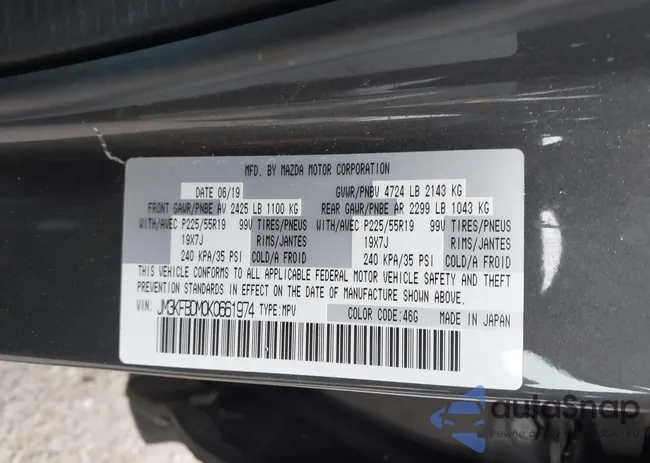 MFD. BY MAZDA MOTOR CORPORATION
DATE 06/19 GVWR/PNBV 4724 LB 2143 KG
FRONT GAWR/PNBE AV 2425 LB 1100 KG REAR GAWR/PNBE AR 2299 LB 1043 KG
WITH/AVEC P225/55R19 99V TIRES/PNEUS WITH/AVEC P225/55R19 99V TIRES/PNEUS
19X7J RIMS/JANTES 19X7J RIMS/JANTES
240 KPA/35 PSI COLD/A FROID 240 KPA/35 PSI COLD/A FROID
THIS VEHICLE CONFORMS TO ALL APPLICABLE FEDERAL MOTOR VEHICLE SAFETY AND THEFT
PREVENTION STANDARDS IN EFFECT ON THE DATE OF MANUFACTURE SHOWN ABOVE.
VIN: JM3KFBDM0K0661974 TYPE: MPV COLOR CODE: 46G MADE IN JAPAN
autoSnap
Pewne